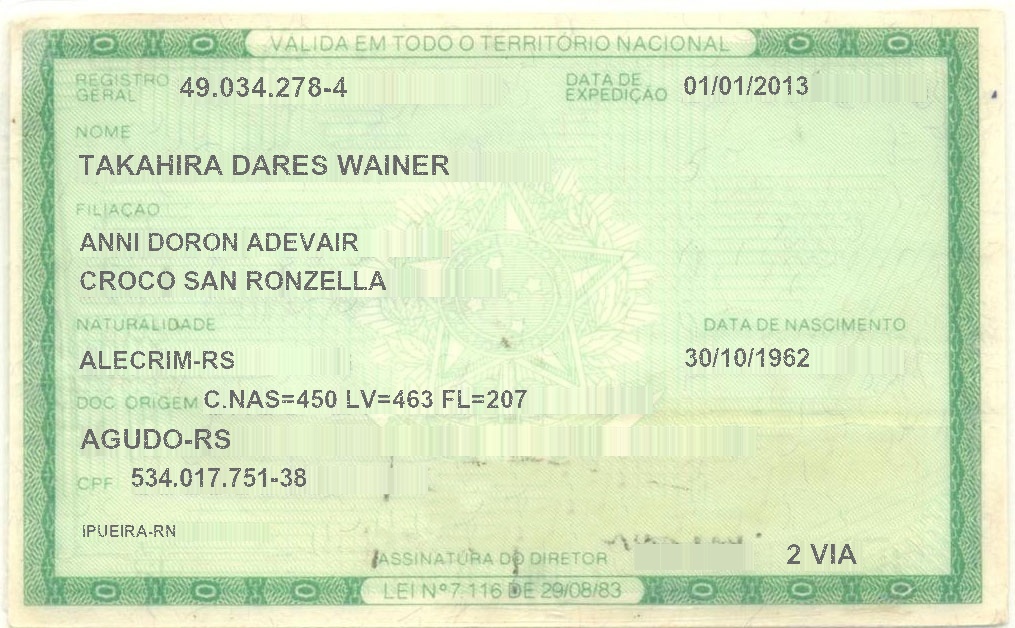 VÁLIDA EM TODO O TERRITÓRIO NACIONAL
REGISTRO GERAL 49.034.278-4 DATA DE EXPEDIÇÃO 01/01/2013
NOME
TAKAHIRA DARES WAINER
FILIAÇÃO
ANNI DORON ADEVAIR
CROCO SAN RONZELLA
NATURALIDADE DATA DE NASCIMENTO
ALECRIM-RS 30/10/1962
DOC ORIGEM C.NAS=450 LV=463 FL=207
AGUDO-RS
CPF 534.017.751-38
IPUEIRA-RN
ASSINATURA DO DIRETOR 2 VIA
LEI Nº 7.116 DE 29/08/83